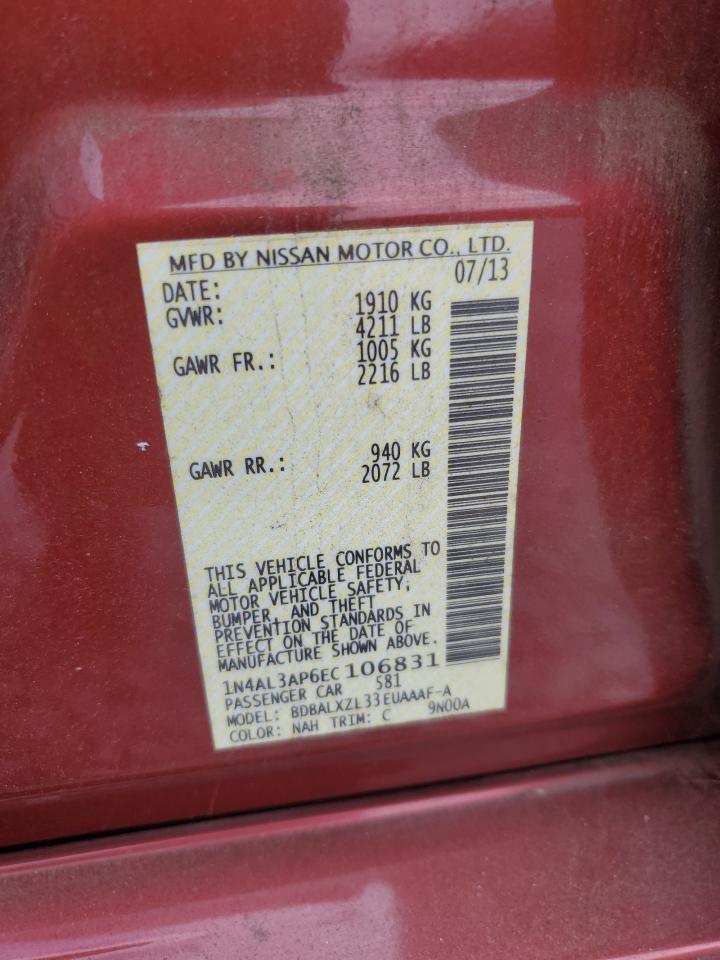 MFD BY NISSAN MOTOR CO., LTD.
DATE: 07/13
GVWR: 1910 KG
4211 LB
GAWR FR.: 1005 KG
2216 LB
GAWR RR.: 940 KG
2072 LB
THIS VEHICLE CONFORMS TO
ALL APPLICABLE FEDERAL
MOTOR VEHICLE SAFETY,
BUMPER, AND THEFT
PREVENTION STANDARDS IN
EFFECT ON THE DATE OF
MANUFACTURE SHOWN ABOVE.
1N4AL3AP6EC106831
PASSENGER CAR 581
MODEL: BDBALXZL33EUAAAF-A
COLOR: NAH TRIM: C 9N00A